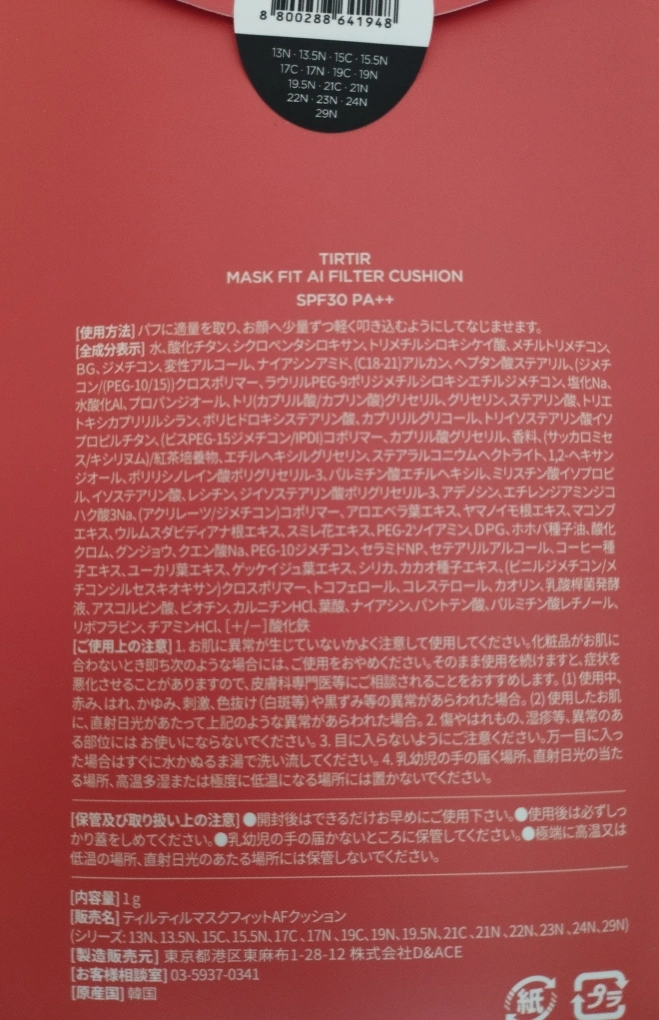 8 800288 641948
13N · 13.5N · 15C · 15.5N
17C · 17N · 19C · 19N
19.5N · 21C · 21N
22N · 23N · 24N
29N
TIRTIR
MASK FIT AI FILTER CUSHION
SPF30 PA++
[使用方法] パフに適量を取り、お顔へ少量ずつ軽く叩き込むようにしてなじませます。
[全成分表示] 水、酸化チタン、シクロペンタシロキサン、トリメチルシロキシケイ酸、メチルトリメチコン、
BG、ジメチコン、変性アルコール、ナイアシンアミド、(C18-21)アルカン、ヘプタン酸ステアリル、(ジメチ
コン/(PEG-10/15))クロスポリマー、ラウリルPEG-9ポリジメチルシロキシエチルジメチコン、塩化Na、
水酸化Al、プロパンジオール、トリ(カプリル酸/カプリン酸)グリセリル、グリセリン、ステアリン酸、トリエ
トキシカプリリルシラン、ポリヒドロキシステアリン酸、カプリリルグリコール、トリイソステアリン酸イソ
プロピルチタン、(ビスPEG-15ジメチコン/IPDI)コポリマー、カプリル酸グリセリル、香料、(サッカロミセ
ス/キシリヌム)/紅茶培養物、エチルヘキシルグリセリン、ステアラルコニウムヘクトライト、1,2-ヘキサン
ジオール、ポリリシノレイン酸ポリグリセリル-3、パルミチン酸エチルヘキシル、ミリスチン酸イソプロピ
ル、イソステアリン酸、レシチン、ジイソステアリン酸ポリグリセリル-3、アデノシン、エチレンジアミンジコ
ハク酸3Na、(アクリレーツ/ジメチコン)コポリマー、アロエベラ葉エキス、ヤマノイモ根エキス、マコンブ
エキス、ウルムスダビディアナ根エキス、スミレ花エキス、PEG-2ソイアミン、DPG、ホホバ種子油、酸化
クロム、グンジョウ、クエン酸Na、PEG-10ジメチコン、セラミドNP、セテアリルアルコール、コーヒー種
子エキス、ユーカリ葉エキス、ゲッケイジュ葉エキス、シリカ、カカオ種子エキス、(ビニルジメチコン/メ
チコンシルセスキオキサン)クロスポリマー、トコフェロール、コレステロール、カオリン、乳酸桿菌発酵
液、アスコルビン酸、ビオチン、カルニチンHCl、葉酸、ナイアシン、パントテン酸、パルミチン酸レチノール、
リボフラビン、チアミンHCl、[+/-]酸化鉄
[ご使用上の注意] 1. お肌に異常が生じていないかよく注意して使用してください。化粧品がお肌に
合わないとき即ち次のような場合には、ご使用をおやめください。そのまま使用を続けますと、症状を
悪化させることがありますので、皮膚科専門医等にご相談されることをおすすめします。(1) 使用中、
赤み、はれ、かゆみ、刺激、色抜け(白斑等)や黒ずみ等の異常があらわれた場合。(2) 使用したお肌
に、直射日光があたって上記のような異常があらわれた場合。2. 傷やはれもの、湿疹等、異常のあ
る部位には お使いにならないでください。3. 目に入らないようにご注意ください。万一目に入っ
た場合はすぐに水かぬるま湯で洗い流してください。4. 乳幼児の手の届く場所、直射日光の当た
る場所、高温多湿または極度に低温になる場所には置かないでください。
[保管及び取り扱い上の注意] ●開封後はできるだけお早めにご使用下さい。●使用後は必ずしっ
かり蓋をしめてください。●乳幼児の手の届かないところに保管してください。●極端に高温又は
低温の場所、直射日光のあたる場所には保管しないでください。
[内容量] 1g
[販売名] ティルティルマスクフィットAFクッション
(シリーズ: 13N、13.5N、15C、15.5N、17C 、17N 、19C、19N、19.5N、21C 、21N 、22N、23N 、24N、29N)
[製造販売元] 東京都港区東麻布1-28-12 株式会社D&ACE
[お客様相談室] 03-5937-0341
[原産国] 韓国
紙
プラ